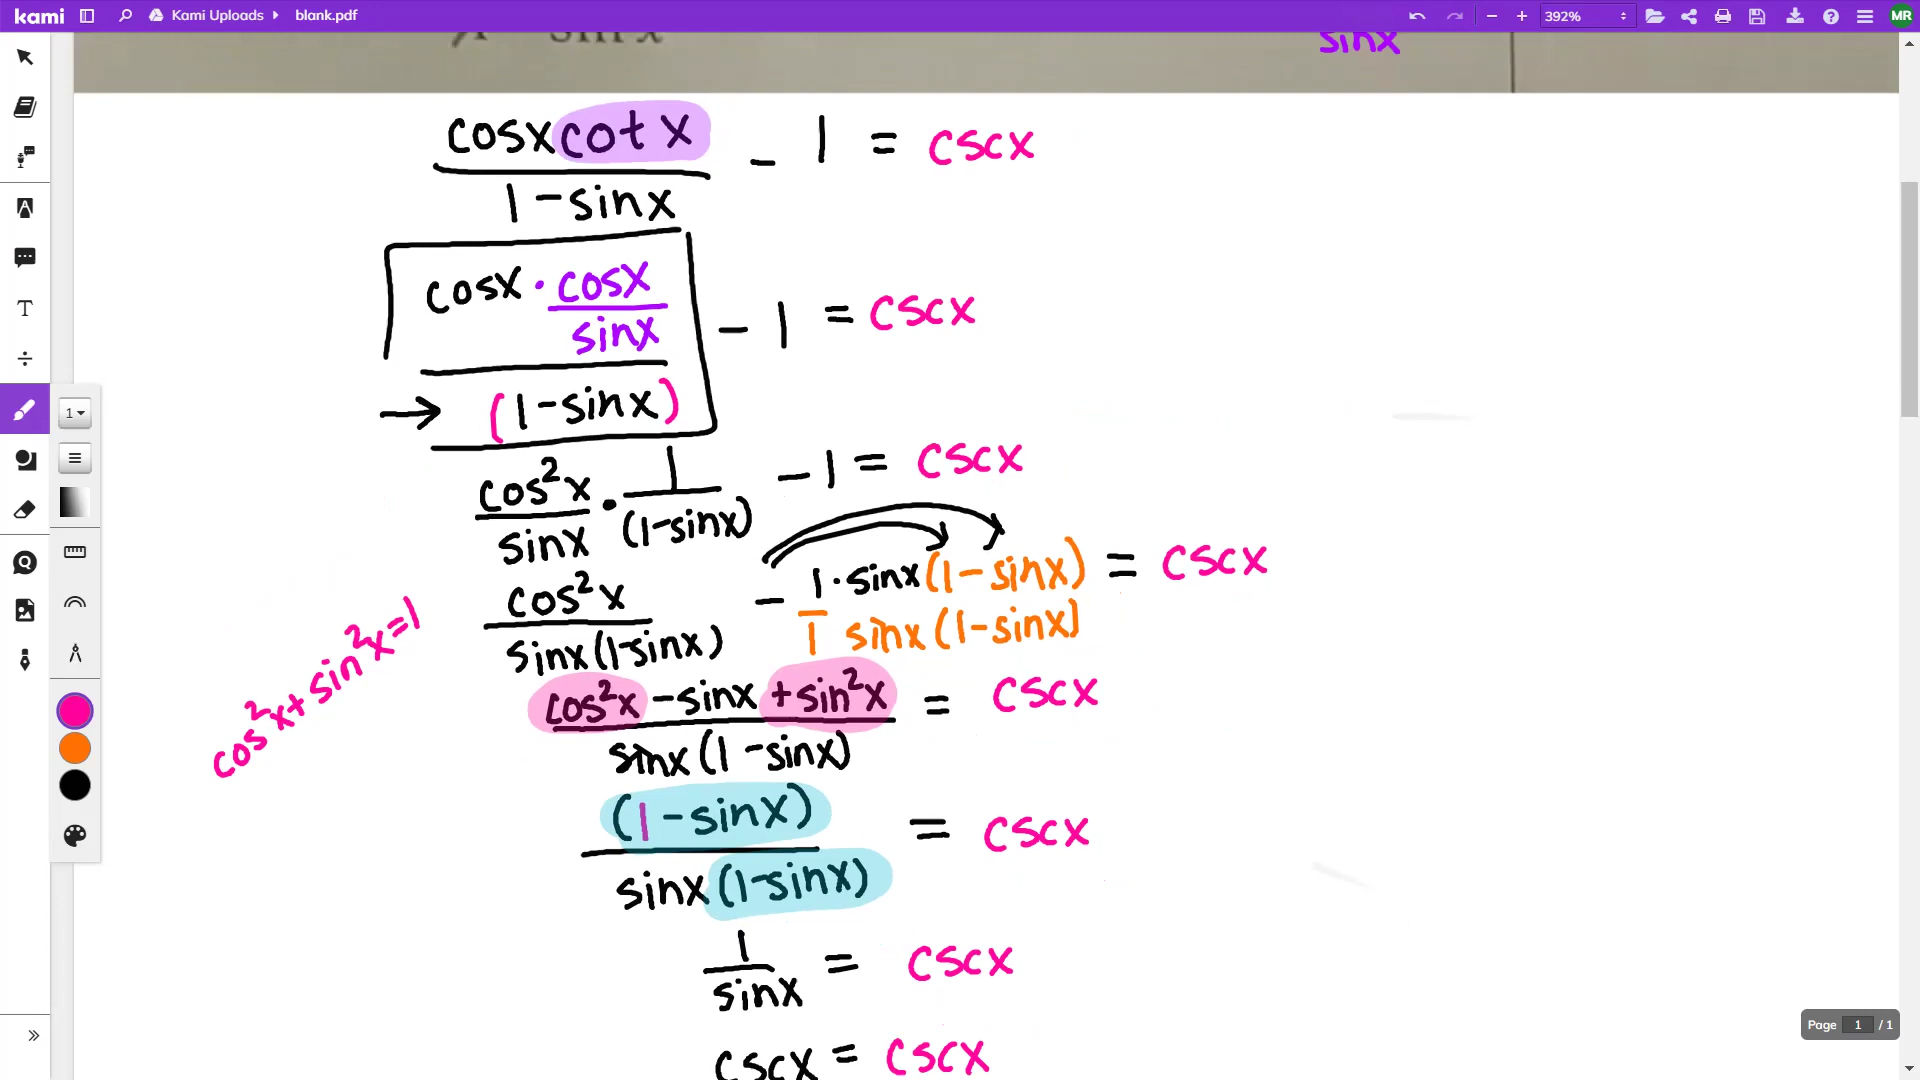 kami Kami Uploads blank.pdf 392% MR
sin x
sinx
cosx cot x / 1 - sinx - 1 = cscx
cosx · cosx / sinx / (1 - sinx) - 1 = cscx
→
cos²x / sinx · 1 / (1-sinx) - 1 = cscx
cos²x / sinx(1-sinx) - 1·sinx(1-sinx) / 1 sinx(1-sinx) = cscx
cos²x + sin²x = 1
cos²x - sinx + sin²x / sinx(1-sinx) = cscx
(1-sinx) / sinx(1-sinx) = cscx
1 / sinx = cscx
cscx = cscx
1
T
Page 1 / 1